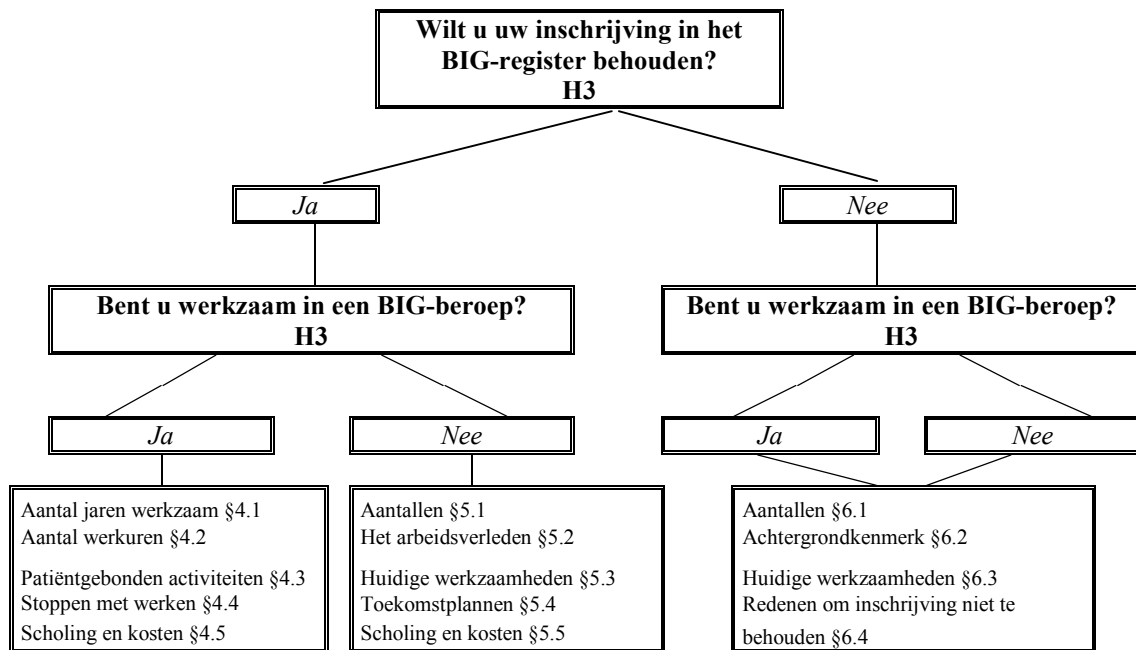 Wilt u uw inschrijving in het
BIG-register behouden?
H3
Ja
Nee
Bent u werkzaam in een BIG-beroep?
H3
Bent u werkzaam in een BIG-beroep?
H3
Ja
Nee
Ja
Nee
Aantal jaren werkzaam §4.1
Aantal werkuren §4.2
Patiëntgebonden activiteiten §4.3
Stoppen met werken §4.4
Scholing en kosten §4.5
Aantallen §5.1
Het arbeidsverleden §5.2
Huidige werkzaamheden §5.3
Toekomstplannen §5.4
Scholing en kosten §5.5
Aantallen §6.1
Achtergrondkenmerk §6.2
Huidige werkzaamheden §6.3
Redenen om inschrijving niet te
behouden §6.4